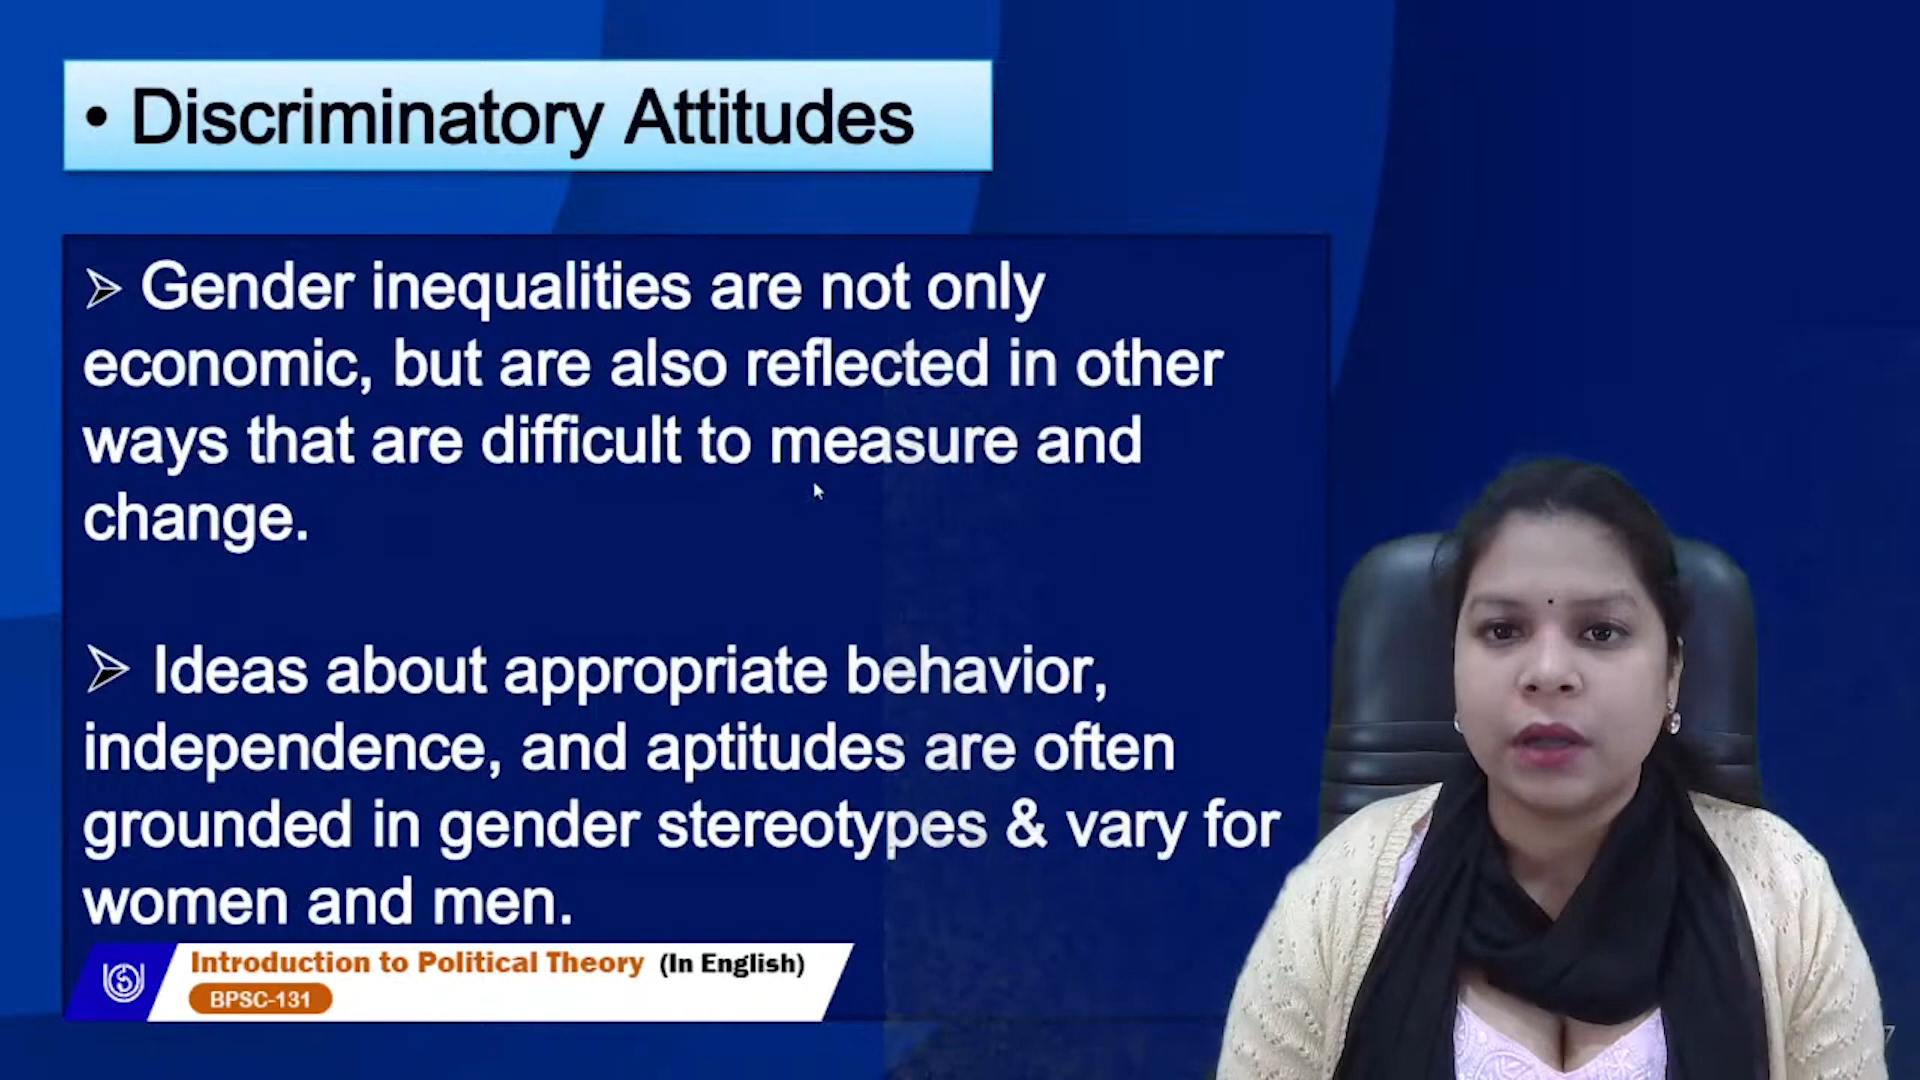 • Discriminatory Attitudes
➢ Gender inequalities are not only
economic, but are also reflected in other
ways that are difficult to measure and
change.
➢ Ideas about appropriate behavior,
independence, and aptitudes are often
grounded in gender stereotypes & vary for
women and men.
Introduction to Political Theory (In English)
BPSC-131
7